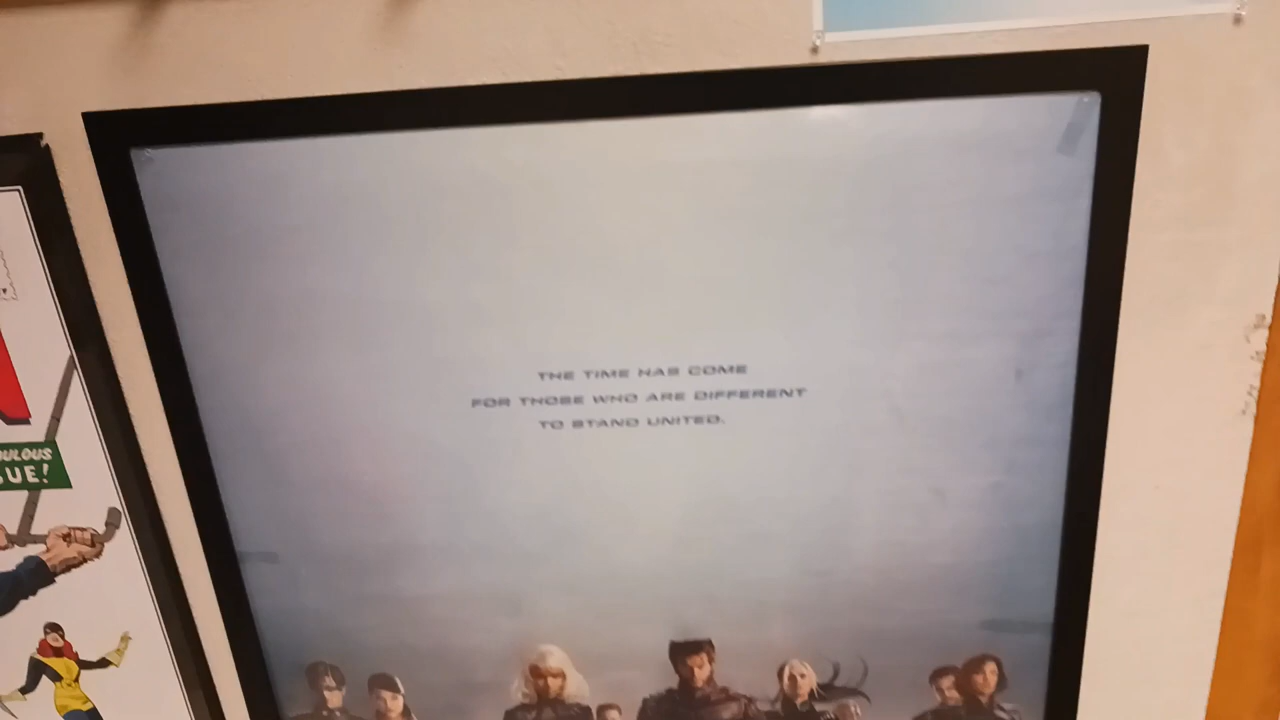 THE TIME HAS COME
FOR THOSE WHO ARE DIFFERENT
TO STAND UNITED.